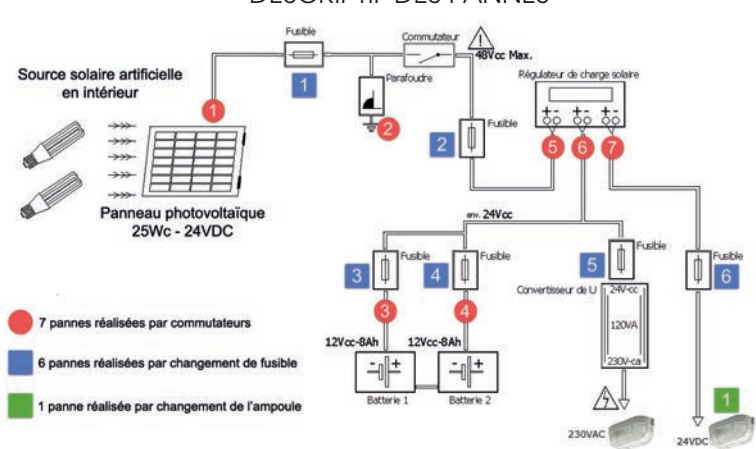 DESCRIPTIF DES PANNES
Fusible
1
Commutateur
48Vcc Max.
Source solaire artificielle
en intérieur
1
Parafoudre
2
2
Fusible
Régulateur de charge solaire
+ - + - + -
5 6 7
Panneau photovoltaïque
25Wc - 24VDC
env. 24Vcc
3
Fusible
4
Fusible
5
Fusible
Fusible
6
Convertisseur de U
24V-cc
120VA
230V-ca
3
4
7 pannes réalisées par commutateurs
12Vcc-8Ah
12Vcc-8Ah
6 pannes réalisées par changement de fusible
- +
- +
Batterie 1
Batterie 2
1 panne réalisée par changement de l'ampoule
1
230VAC
24VDC